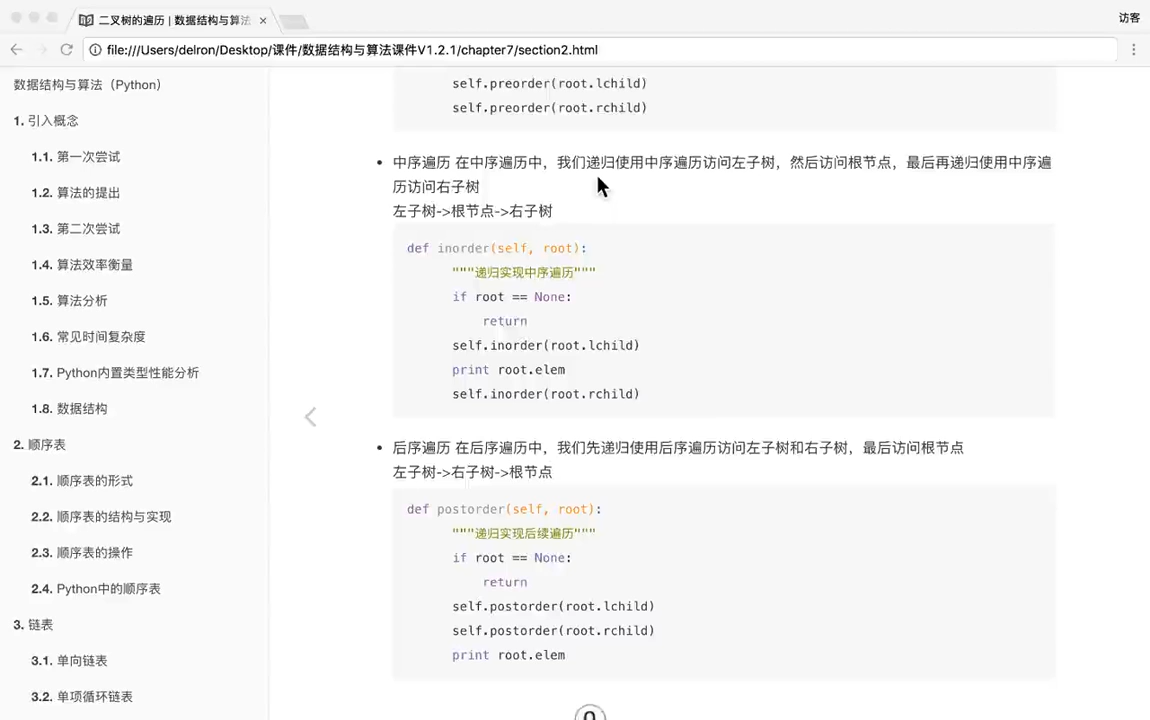 二叉树的遍历 | 数据结构与算法
访客
file:///Users/delron/Desktop/课件/数据结构与算法课件V1.2.1/chapter7/section2.html
数据结构与算法（Python)
1. 引入概念
1.1. 第一次尝试
1.2. 算法的提出
1.3. 第二次尝试
1.4. 算法效率衡量
1.5. 算法分析
1.6. 常见时间复杂度
1.7. Python内置类型性能分析
1.8. 数据结构
2. 顺序表
2.1. 顺序表的形式
2.2. 顺序表的结构与实现
2.3. 顺序表的操作
2.4. Python中的顺序表
3. 链表
3.1. 单向链表
3.2. 单项循环链表
self.preorder(root.lchild)
self.preorder(root.rchild)
• 中序遍历 在中序遍历中，我们递归使用中序遍历访问左子树，然后访问根节点，最后再递归使用中序遍
历访问右子树
左子树->根节点->右子树
def inorder(self, root):
"""递归实现中序遍历"""
if root == None:
return
self.inorder(root.lchild)
print root.elem
self.inorder(root.rchild)
• 后序遍历 在后序遍历中，我们先递归使用后序遍历访问左子树和右子树，最后访问根节点
左子树->右子树->根节点
def postorder(self, root):
"""递归实现后续遍历"""
if root == None:
return
self.postorder(root.lchild)
self.postorder(root.rchild)
print root.elem